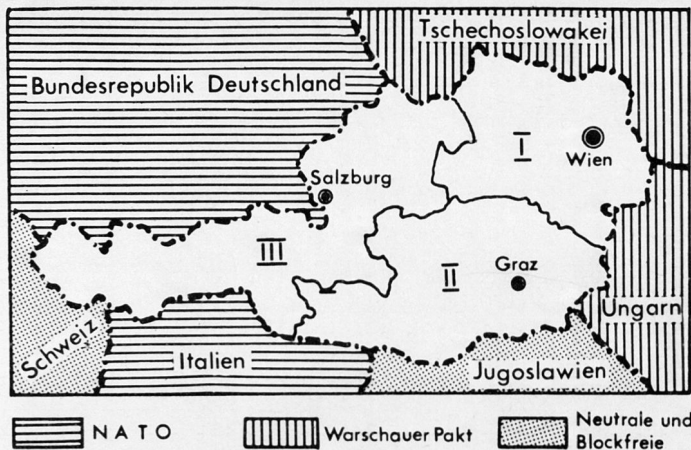 Tschechoslowakei
Bundesrepublik Deutschland
I
Wien
Salzburg
III
II
Graz
Ungarn
Schweiz
Italien
Jugoslawien
NATO
Warschauer Pakt
Neutrale und
Blockfreie